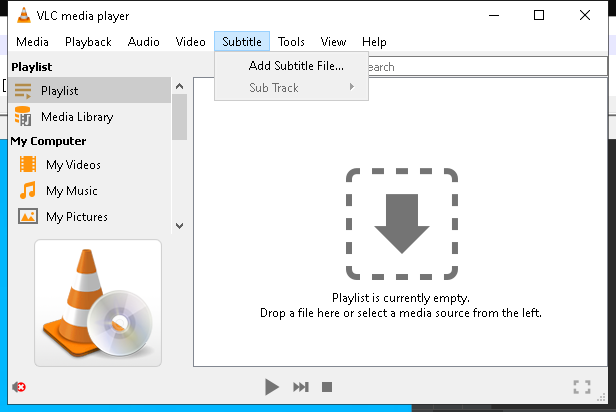 VLC media player
Media Playback Audio Video Subtitle Tools View Help
Playlist
Add Subtitle File...
Sub Track
earch
Playlist
Media Library
My Computer
My Videos
My Music
My Pictures
Playlist is currently empty.
Drop a file here or select a media source from the left.